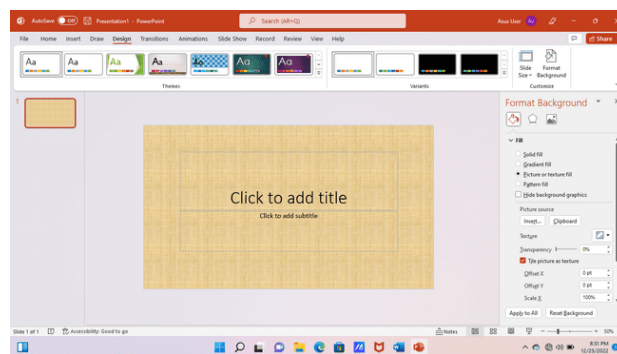 AutoSave Off Presentation1 - PowerPoint Search (Alt+Q) Asus User AU
File Home Insert Draw Design Transitions Animations Slide Show Record Review View Help Share
Aa Aa Aa Aa Aa Aa Aa
Slide Size Format Background
Themes Variants Customize
1
Format Background
Fill
Solid fill
Gradient fill
Picture or texture fill
Pattern fill
Hide background graphics
Picture source
Insert... Clipboard
Texture
Transparency 0%
Tile picture as texture
Offset X 0 pt
Offset Y 0 pt
Scale X 100%
Apply to All Reset Background
Click to add title
Click to add subtitle
Slide 1 of 1 Accessibility: Good to go Notes 50%
8:51 PM
12/25/2022